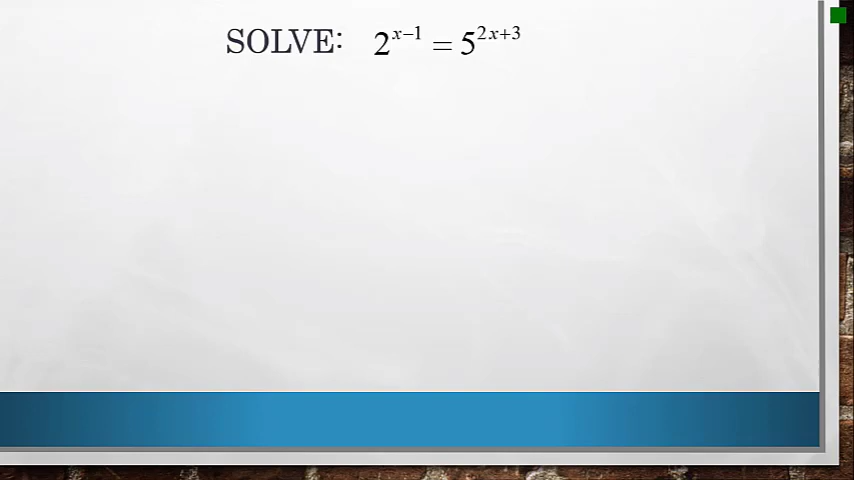 SOLVE: 2^{x-1} = 5^{2x+3}